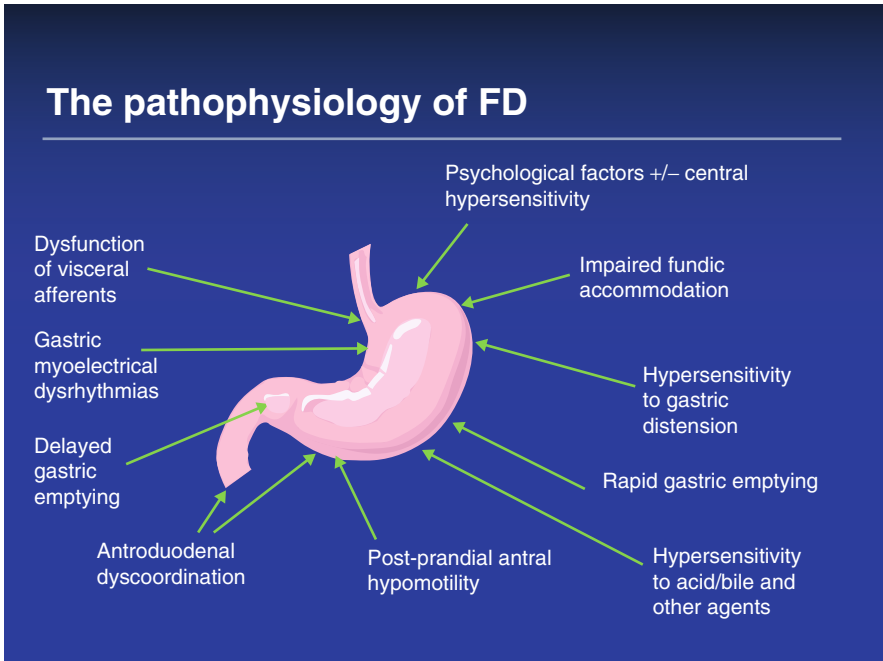 The pathophysiology of FD
Psychological factors +/– central
hypersensitivity
Dysfunction
of visceral
afferents
Impaired fundic
accommodation
Gastric
myoelectrical
dysrhythmias
Hypersensitivity
to gastric
distension
Delayed
gastric
emptying
Rapid gastric emptying
Antroduodenal
dyscoordination
Post-prandial antral
hypomotility
Hypersensitivity
to acid/bile and
other agents